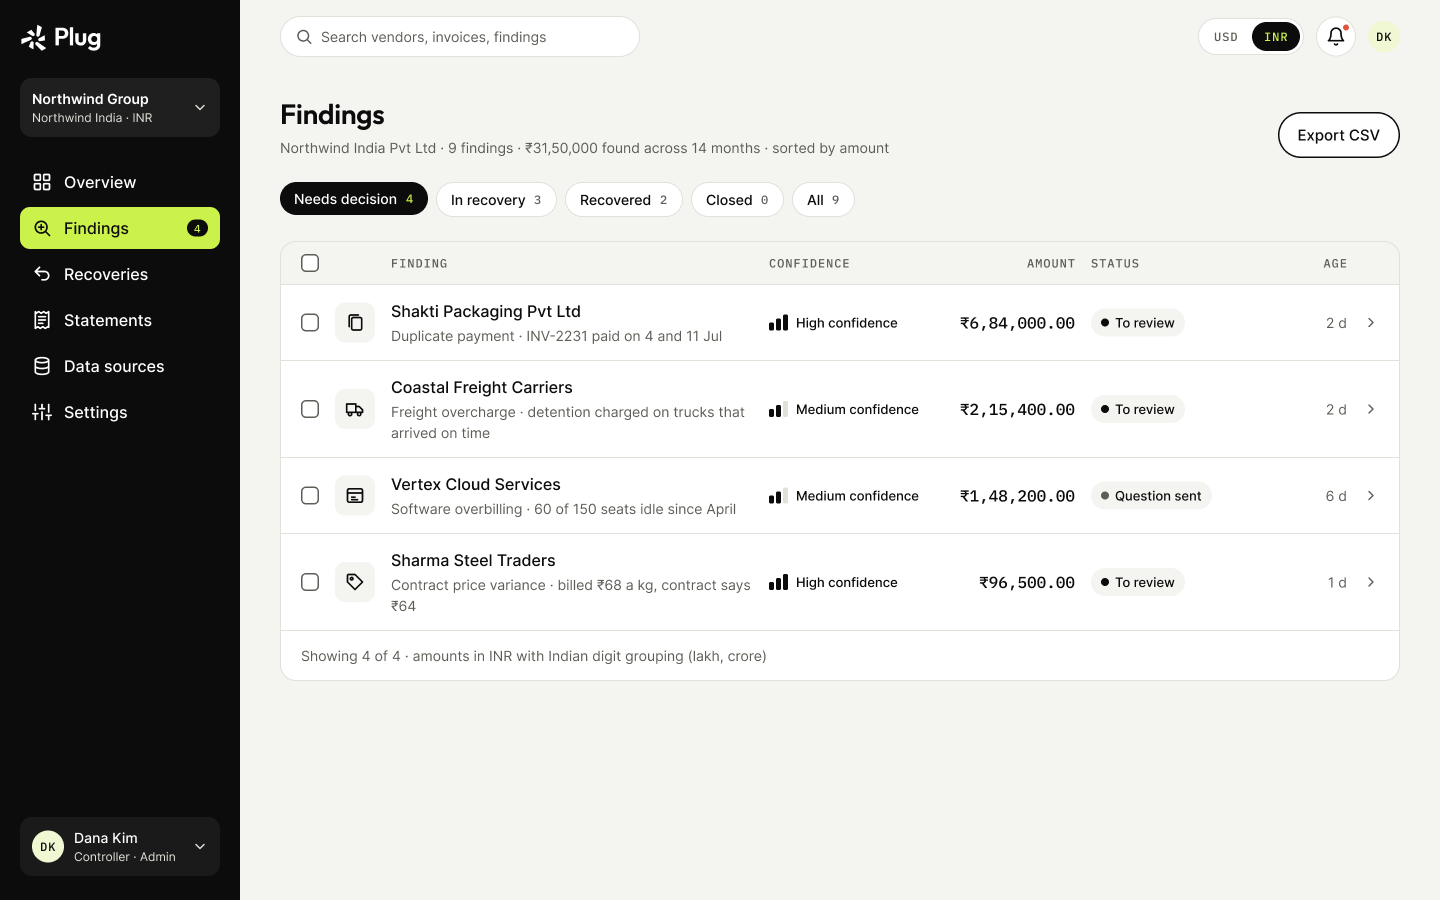 Plug
Search vendors, invoices, findings
USD INR
DK
Northwind Group
Northwind India · INR
Overview
Findings 4
Recoveries
Statements
Data sources
Settings
Dana Kim
DK
Controller · Admin
Findings
Northwind India Pvt Ltd · 9 findings · ₹31,50,000 found across 14 months · sorted by amount
Export CSV
Needs decision 4 In recovery 3 Recovered 2 Closed 0 All 9
FINDING CONFIDENCE AMOUNT STATUS AGE
Shakti Packaging Pvt Ltd
Duplicate payment · INV-2231 paid on 4 and 11 Jul
High confidence ₹6,84,000.00 To review 2 d
Coastal Freight Carriers
Freight overcharge · detention charged on trucks that
arrived on time
Medium confidence ₹2,15,400.00 To review 2 d
Vertex Cloud Services
Software overbilling · 60 of 150 seats idle since April
Medium confidence ₹1,48,200.00 Question sent 6 d
Sharma Steel Traders
Contract price variance · billed ₹68 a kg, contract says
₹64
High confidence ₹96,500.00 To review 1 d
Showing 4 of 4 · amounts in INR with Indian digit grouping (lakh, crore)